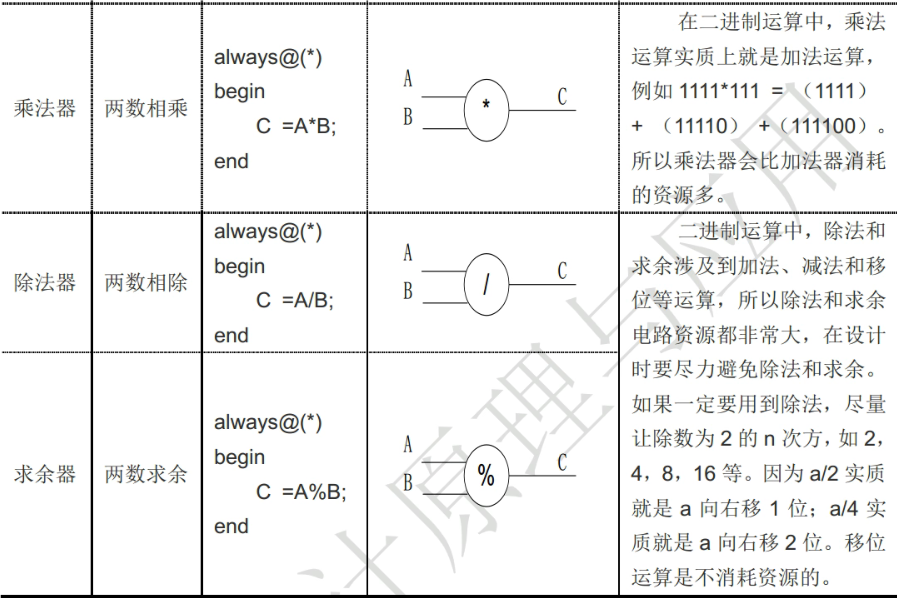 乘法器
两数相乘
always@(*)
begin
C =A*B;
end
A
B
*
C
在二进制运算中，乘法
运算实质上就是加法运算，
例如 1111*111 = （1111）
+ （11110） +（111100）。
所以乘法器会比加法器消耗
的资源多。
除法器
两数相除
always@(*)
begin
C =A/B;
end
A
B
/
C
二进制运算中，除法和
求余涉及到加法、减法和移
位等运算，所以除法和求余
电路资源都非常大，在设计
时要尽力避免除法和求余。
如果一定要用到除法，尽量
让除数为 2 的 n 次方，如 2，
4，8，16 等。因为 a/2 实质
就是 a 向右移 1 位；a/4 实
质就是 a 向右移 2 位。移位
运算是不消耗资源的。
求余器
两数求余
always@(*)
begin
C =A%B;
end
A
B
%
C
计原理与应用